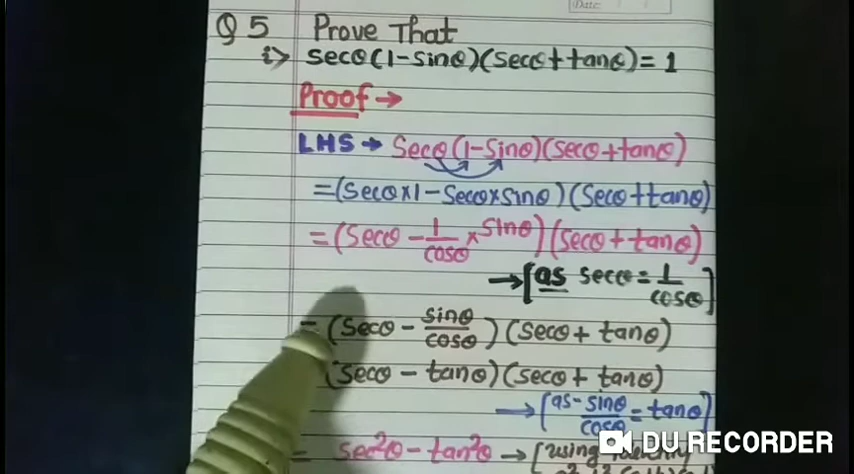 Date:
Q 5 Prove That
i> secθ(1-sinθ)(secθ+tanθ)=1
Proof →
LHS → Secθ(1-Sinθ)(Secθ+tanθ)
=(Secθ×1-Secθ×Sinθ)(Secθ+tanθ)
=(Secθ-1/cosθ×Sinθ)(Secθ+tanθ)
→[as secθ=1/cosθ]
=(Secθ-sinθ/cosθ)(Secθ+tanθ)
(Secθ-tanθ)(Secθ+tanθ)
→[as-sinθ/cosθ=tanθ]
= sec²θ-tan²θ →[using
DU RECORDER